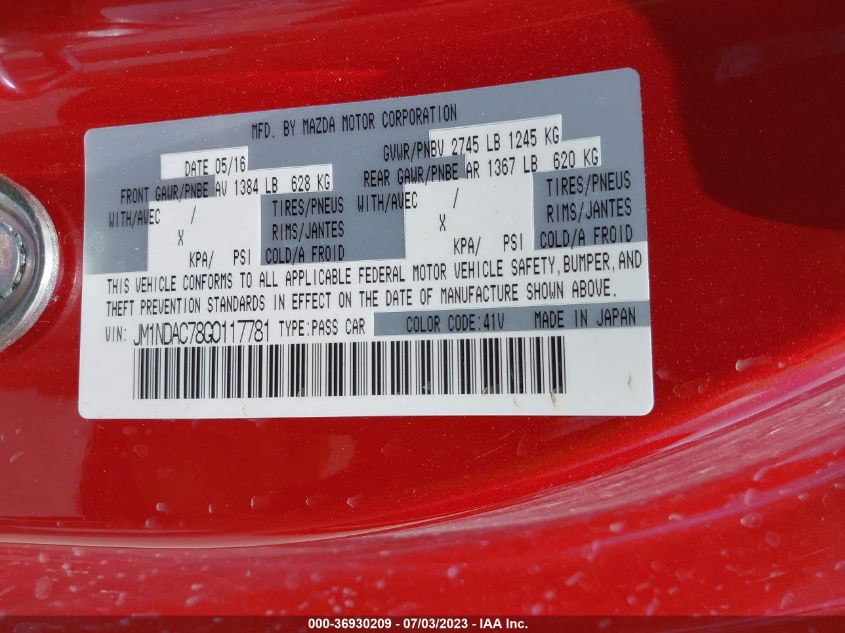 MFD. BY MAZDA MOTOR CORPORATION
DATE 05/16 GVWR/PNBV 2745 LB 1245 KG
FRONT GAWR/PNBE AV 1384 LB 628 KG REAR GAWR/PNBE AR 1367 LB 620 KG
WITH/AVEC / TIRES/PNEUS WITH/AVEC / TIRES/PNEUS
X RIMS/JANTES X RIMS/JANTES
KPA/ PSI COLD/A FROID KPA/ PSI COLD/A FROID
THIS VEHICLE CONFORMS TO ALL APPLICABLE FEDERAL MOTOR VEHICLE SAFETY, BUMPER, AND
THEFT PREVENTION STANDARDS IN EFFECT ON THE DATE OF MANUFACTURE SHOWN ABOVE.
VIN: JM1NDAC78G0117781 TYPE:PASS CAR COLOR CODE:41V MADE IN JAPAN
000-36930209 - 07/03/2023 - IAA Inc.